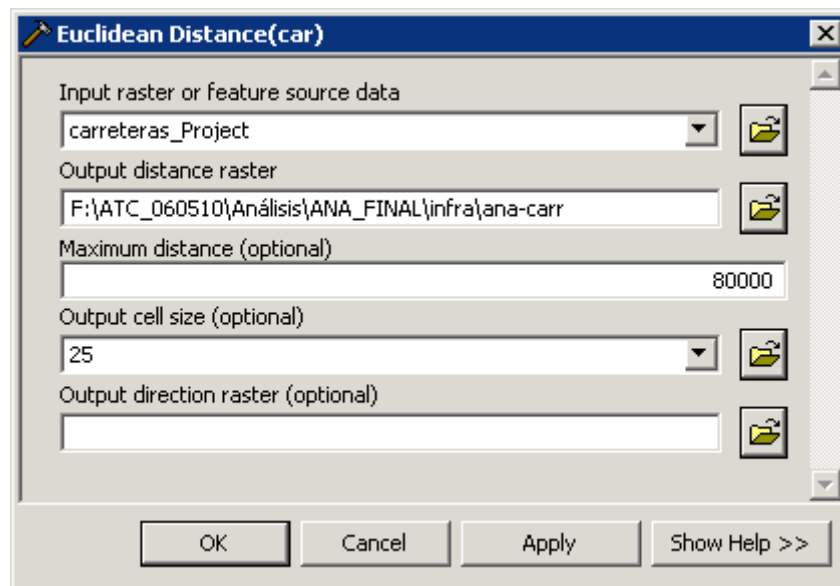 Euclidean Distance(car)
Input raster or feature source data
carreteras_Project
Output distance raster
F:\ATC_060510\Análisis\ANA_FINAL\infra\ana-carr
Maximum distance (optional)
80000
Output cell size (optional)
25
Output direction raster (optional)
OK Cancel Apply Show Help >>